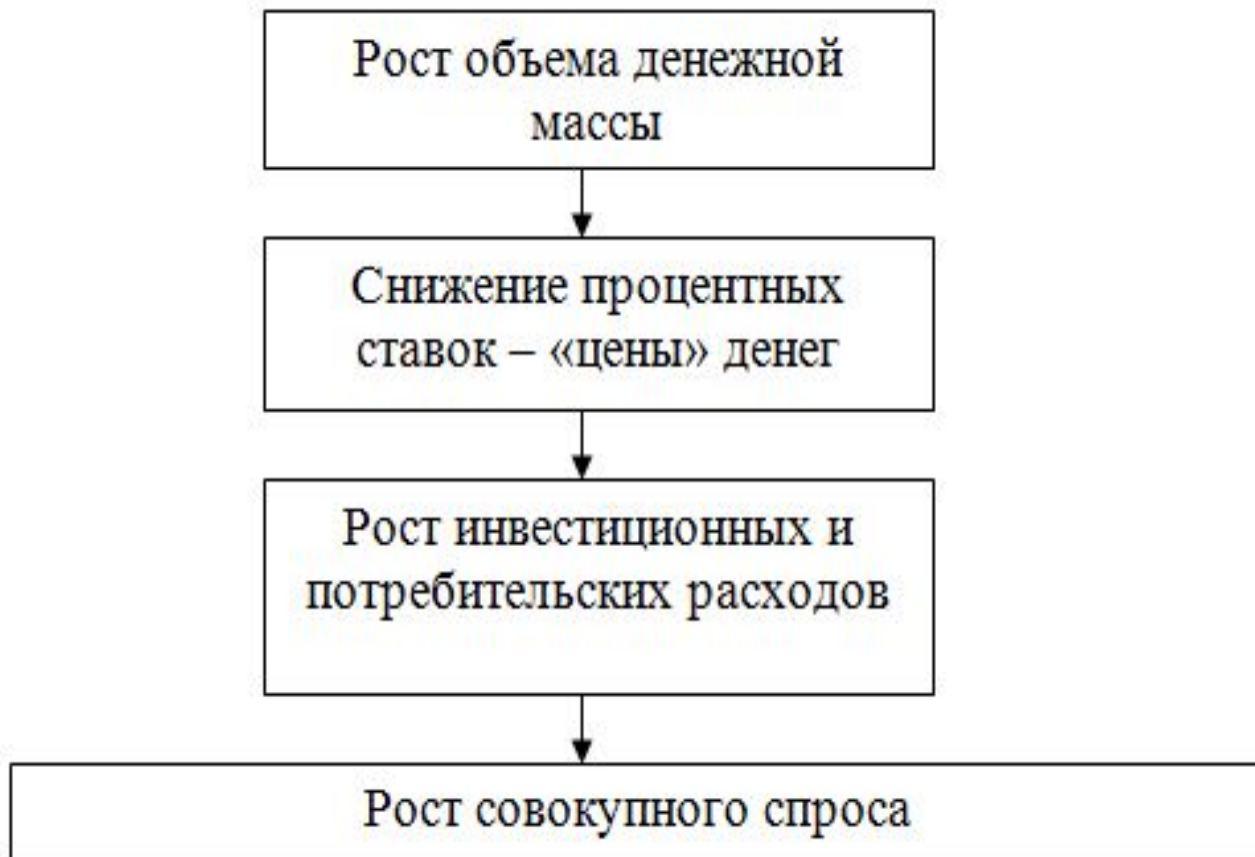 Рост объема денежной
массы
Снижение процентных
ставок – «цены» денег
Рост инвестиционных и
потребительских расходов
Рост совокупного спроса